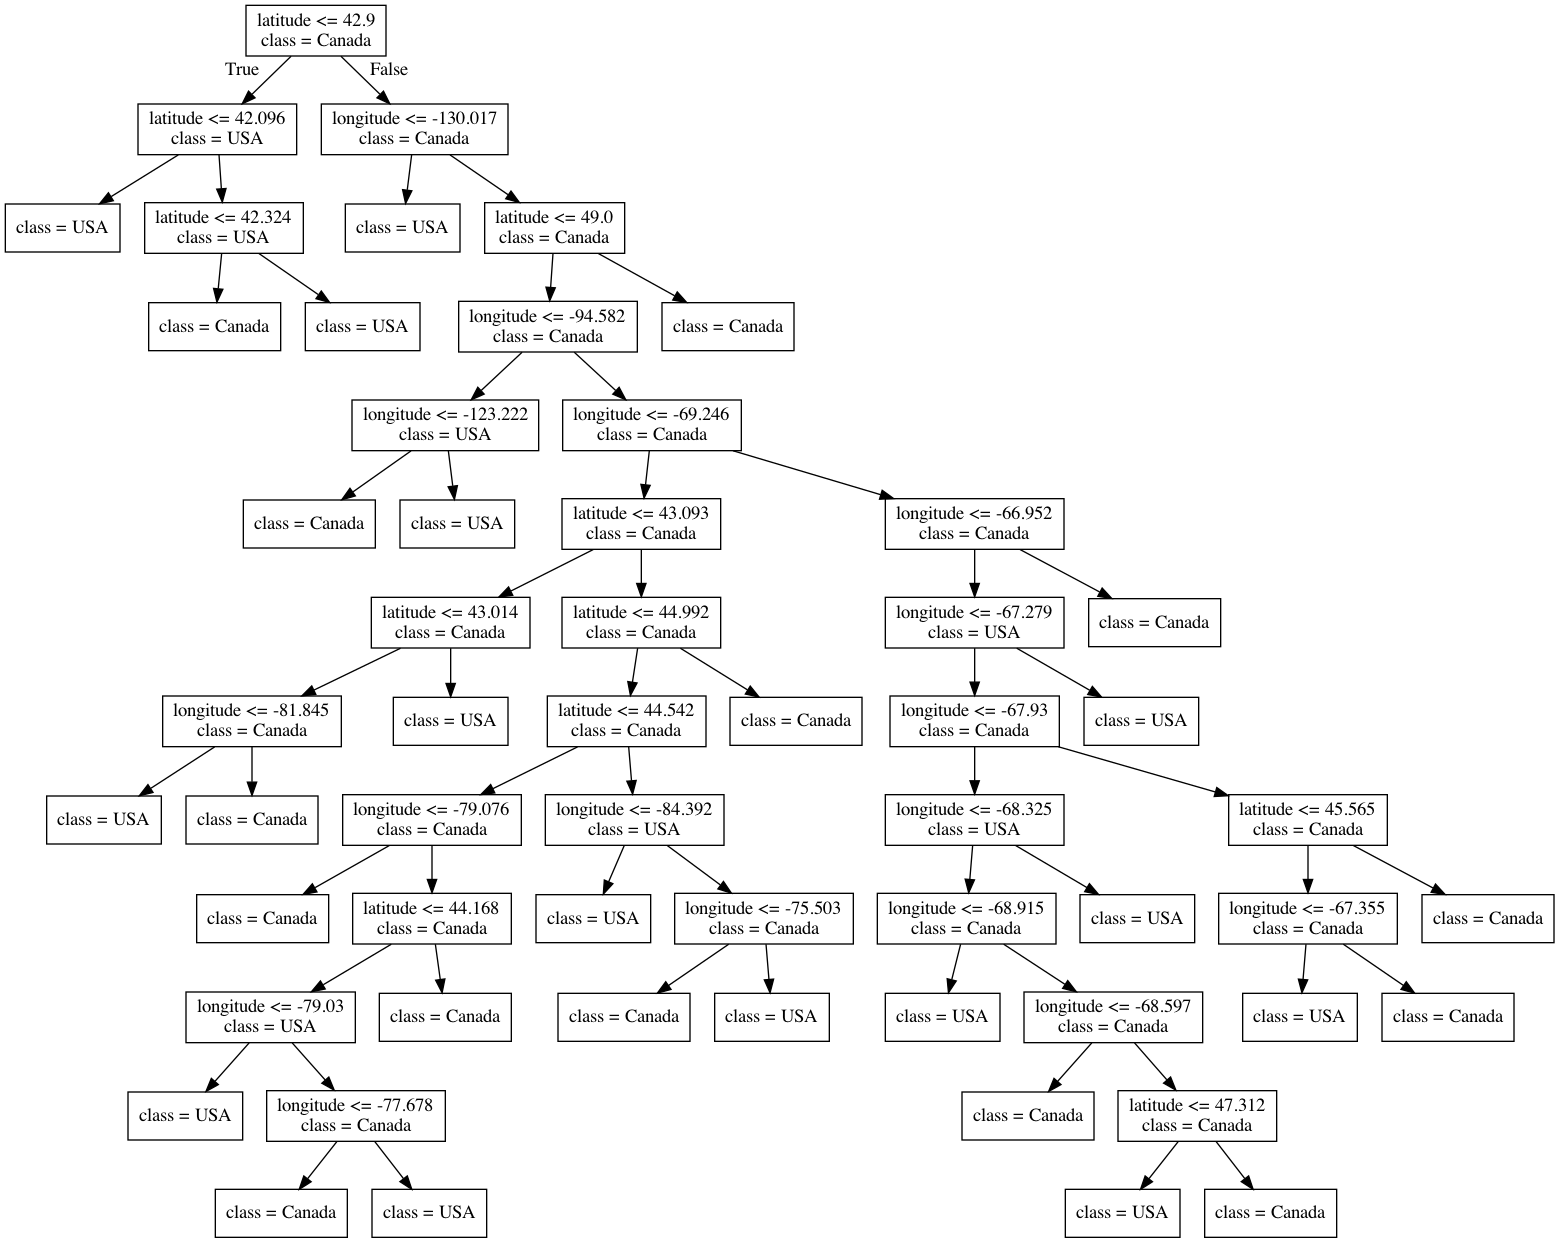 latitude <= 42.9
class = Canada
True
False
latitude <= 42.096
class = USA
longitude <= -130.017
class = Canada
class = USA
latitude <= 42.324
class = USA
class = USA
latitude <= 49.0
class = Canada
class = Canada
class = USA
longitude <= -94.582
class = Canada
class = Canada
longitude <= -123.222
class = USA
longitude <= -69.246
class = Canada
class = Canada
class = USA
latitude <= 43.093
class = Canada
longitude <= -66.952
class = Canada
latitude <= 43.014
class = Canada
latitude <= 44.992
class = Canada
longitude <= -67.279
class = USA
class = Canada
longitude <= -81.845
class = Canada
class = USA
latitude <= 44.542
class = Canada
class = Canada
longitude <= -67.93
class = Canada
class = USA
class = USA
class = Canada
longitude <= -79.076
class = Canada
longitude <= -84.392
class = USA
longitude <= -68.325
class = USA
latitude <= 45.565
class = Canada
class = Canada
latitude <= 44.168
class = Canada
class = USA
longitude <= -75.503
class = Canada
longitude <= -68.915
class = Canada
class = USA
longitude <= -67.355
class = Canada
class = Canada
longitude <= -79.03
class = USA
class = Canada
class = Canada
class = USA
class = USA
longitude <= -68.597
class = Canada
class = USA
class = Canada
class = USA
longitude <= -77.678
class = Canada
class = Canada
latitude <= 47.312
class = Canada
class = Canada
class = USA
class = USA
class = Canada